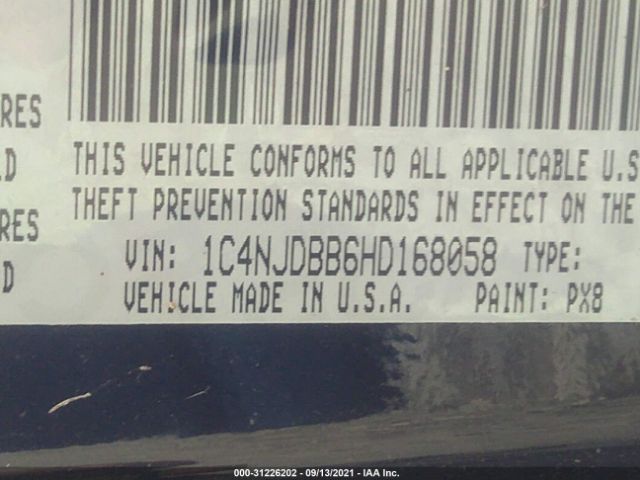 RES
.D
RES
D
THIS VEHICLE CONFORMS TO ALL APPLICABLE U.S
THEFT PREVENTION STANDARDS IN EFFECT ON THE
VIN: 1C4NJDBB6HD168058 TYPE:
VEHICLE MADE IN U.S.A. PAINT: PX8
000-31226202 - 09/13/2021 - IAA Inc.